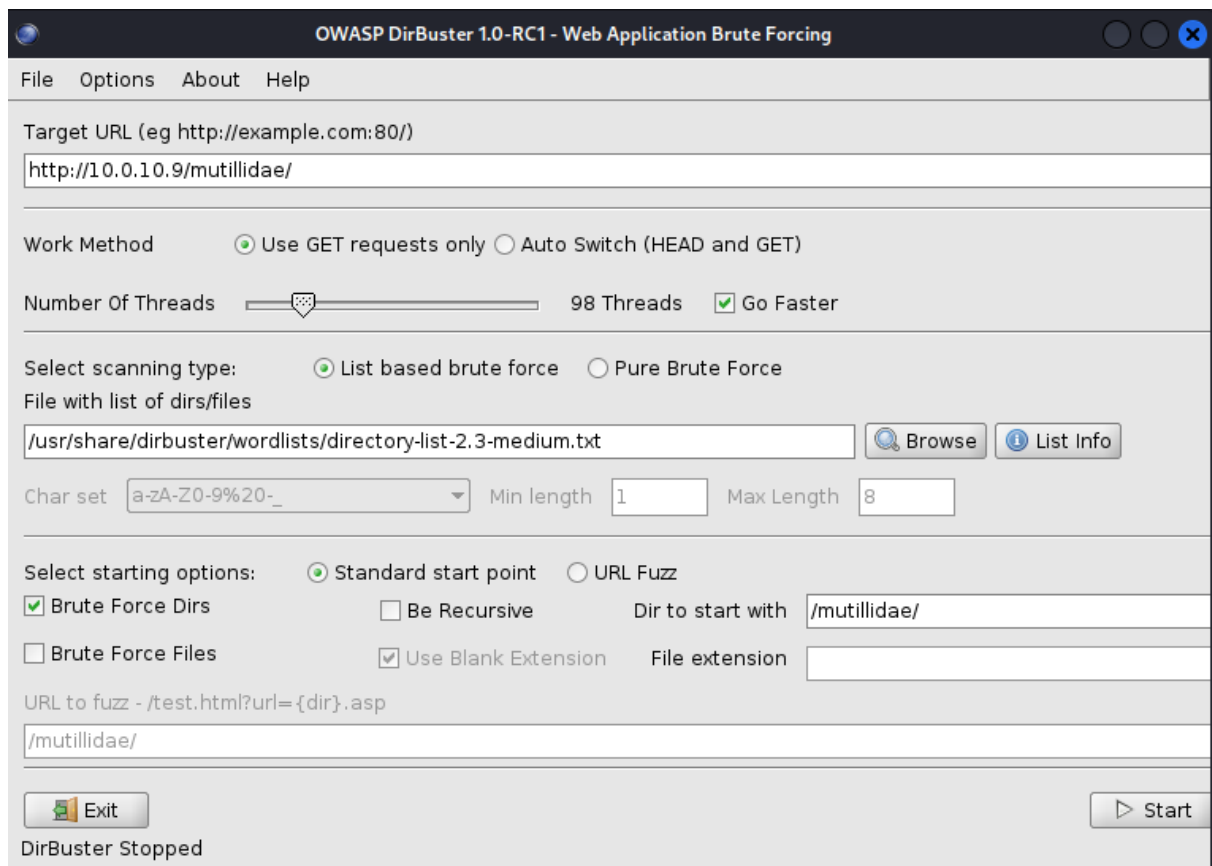 OWASP DirBuster 1.0-RC1 - Web Application Brute Forcing
File Options About Help
Target URL (eg http://example.com:80/)
http://10.0.10.9/mutillidae/
Work Method Use GET requests only Auto Switch (HEAD and GET)
Number Of Threads 98 Threads Go Faster
Select scanning type: List based brute force Pure Brute Force
File with list of dirs/files
/usr/share/dirbuster/wordlists/directory-list-2.3-medium.txt Browse List Info
Char set a-zA-Z0-9%20-_ Min length 1 Max Length 8
Select starting options: Standard start point URL Fuzz
Brute Force Dirs Be Recursive Dir to start with /mutillidae/
Brute Force Files Use Blank Extension File extension
URL to fuzz - /test.html?url={dir}.asp
/mutillidae/
Exit Start
DirBuster Stopped